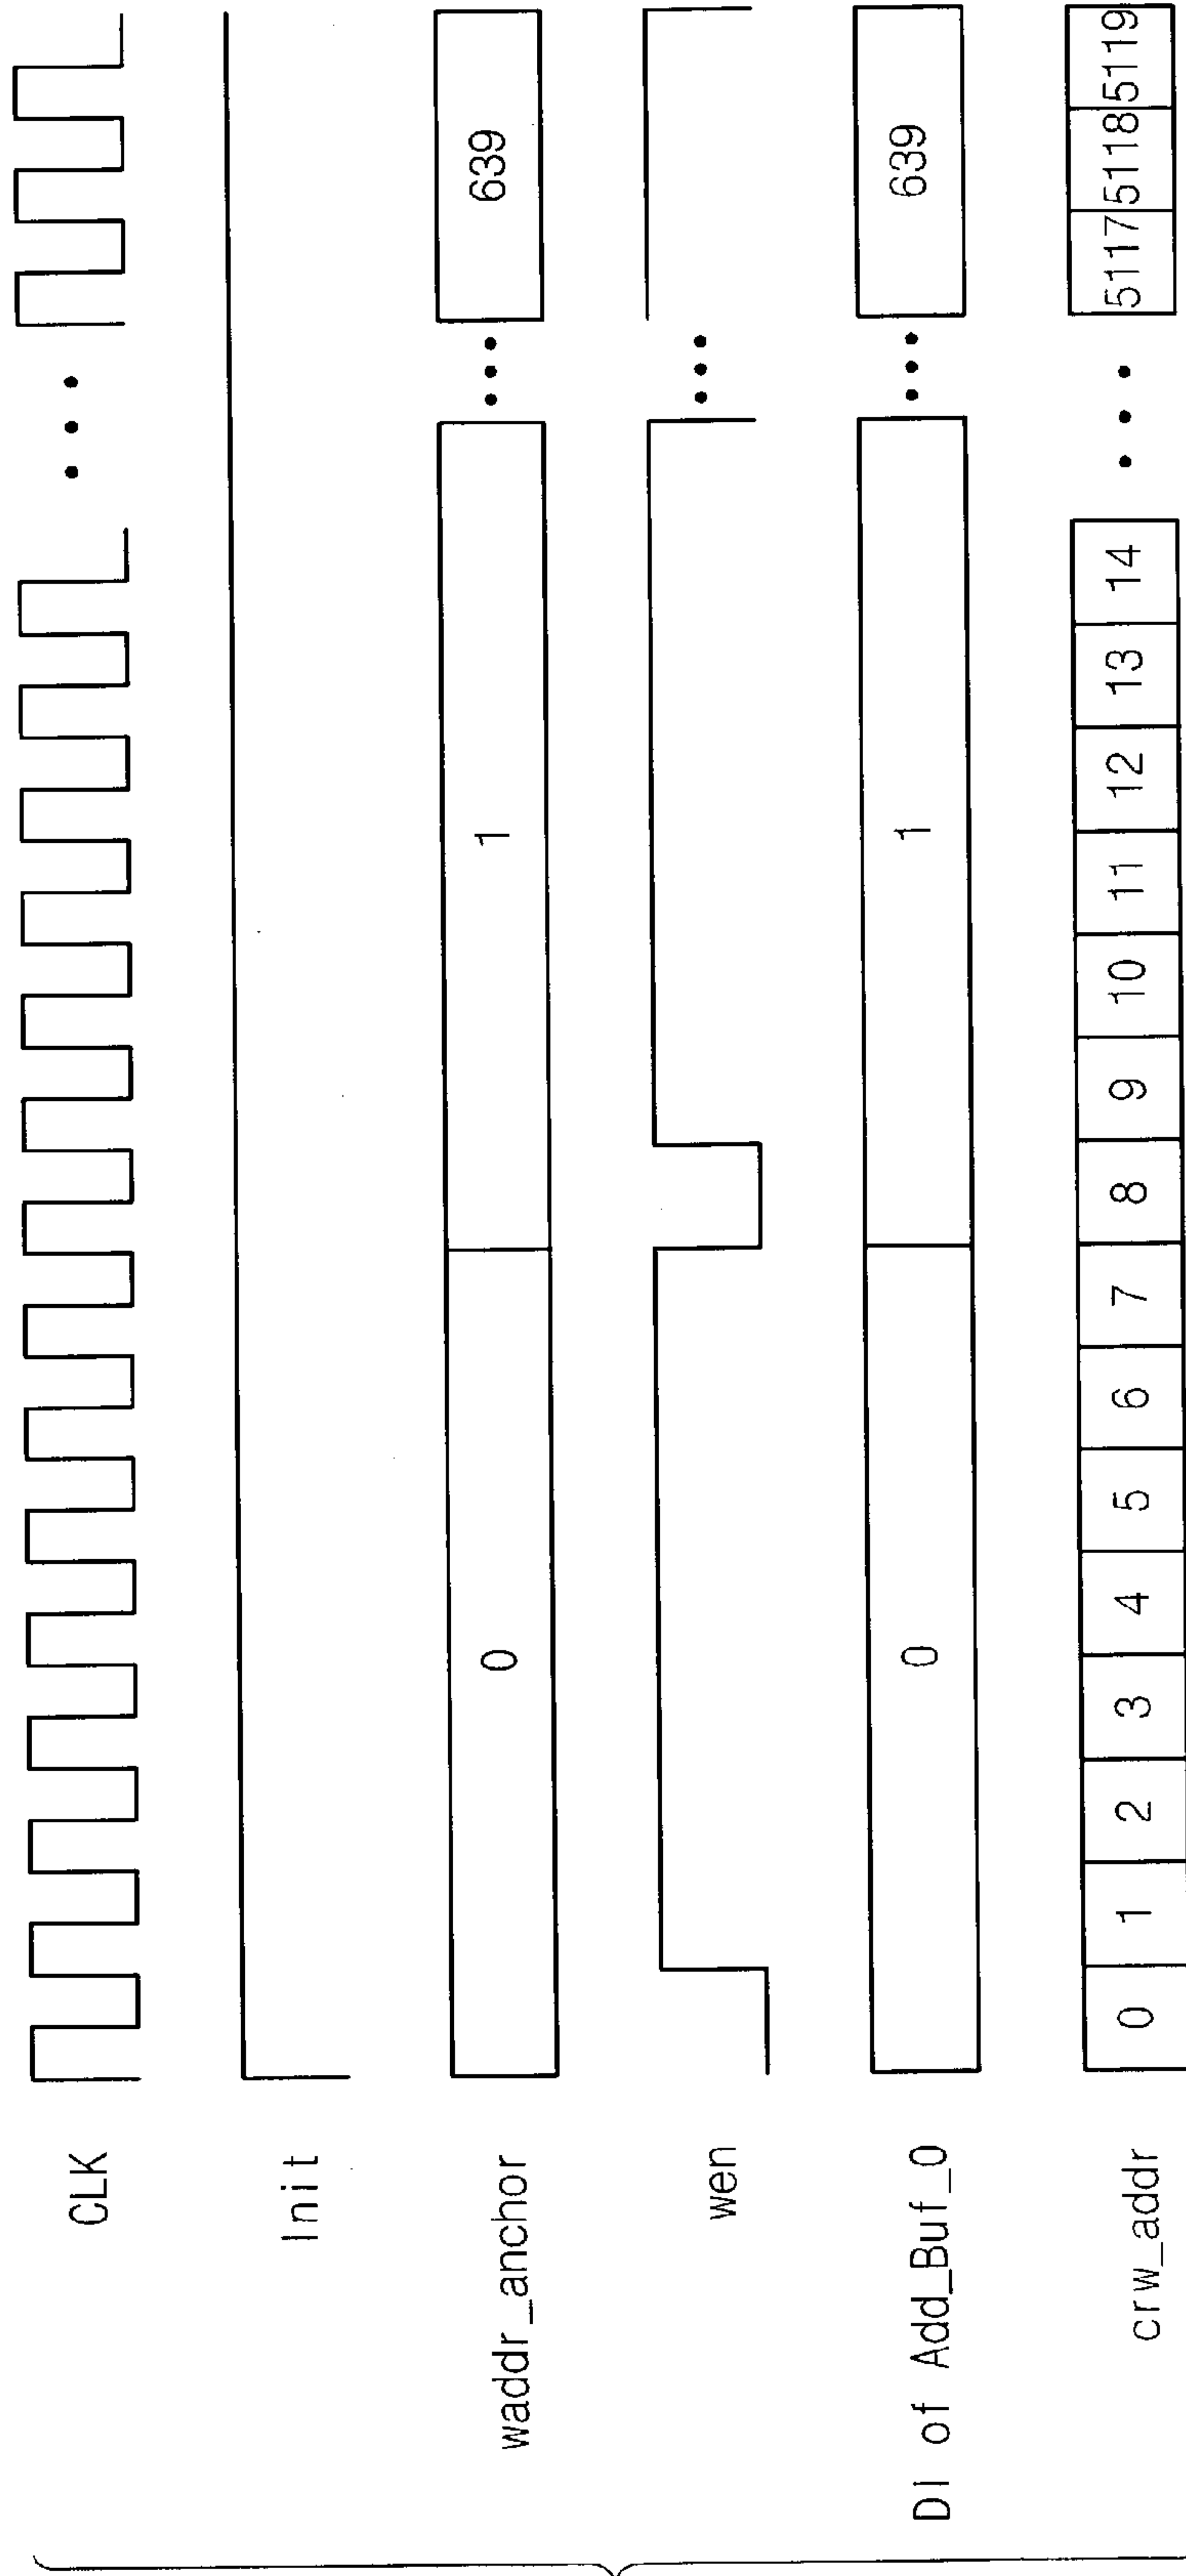 CLK
Init
waddr_anchor 0 1 639
wen
DI of Add_Buf_0 0 1 639
crw_addr 0 1 2 3 4 5 6 7 8 9 10 11 12 13 14 5117 5118 5119